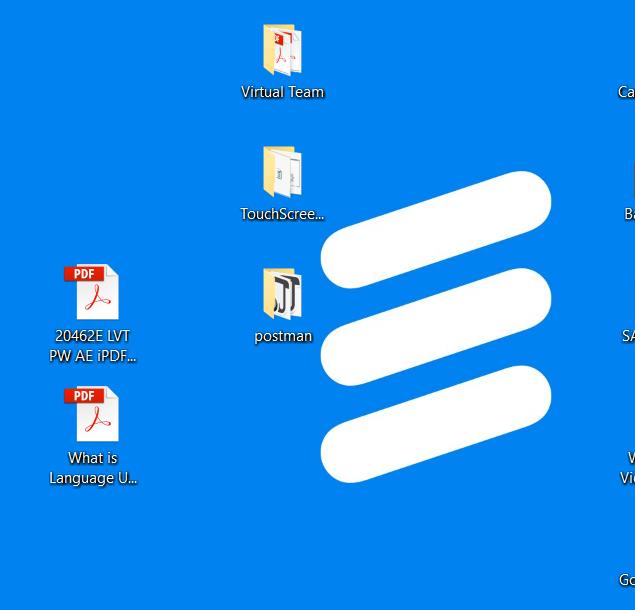 Virtual Team
TouchScree...
postman
PDF
20462E LVT
PW AE iPDF...
PDF
What is
Language U...
Ca
Ba
SA
Vi
Go